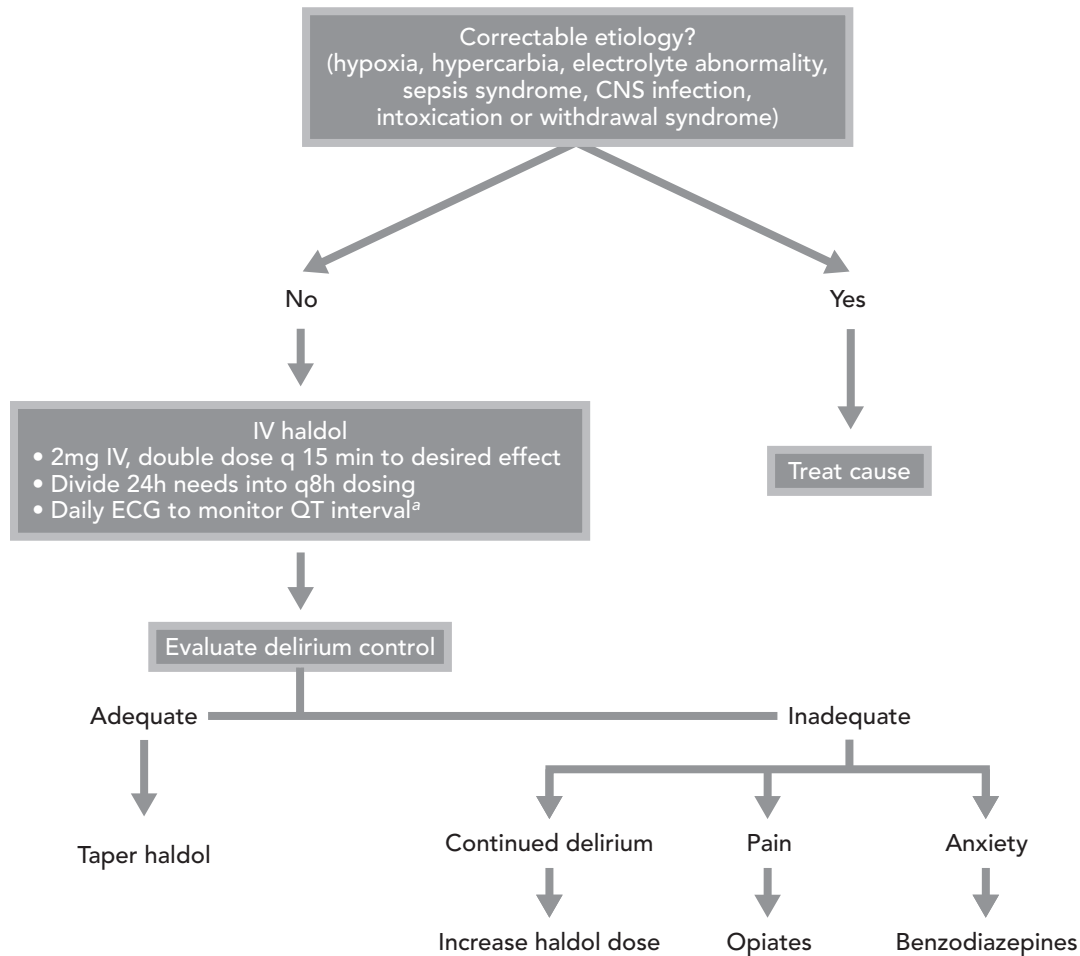 Correctable etiology?
(hypoxia, hypercarbia, electrolyte abnormality,
sepsis syndrome, CNS infection,
intoxication or withdrawal syndrome)
No
Yes
IV haldol
• 2mg IV, double dose q 15 min to desired effect
• Divide 24h needs into q8h dosing
• Daily ECG to monitor QT intervalᵃ
Treat cause
Evaluate delirium control
Adequate
Inadequate
Taper haldol
Continued delirium
Pain
Anxiety
Increase haldol dose
Opiates
Benzodiazepines